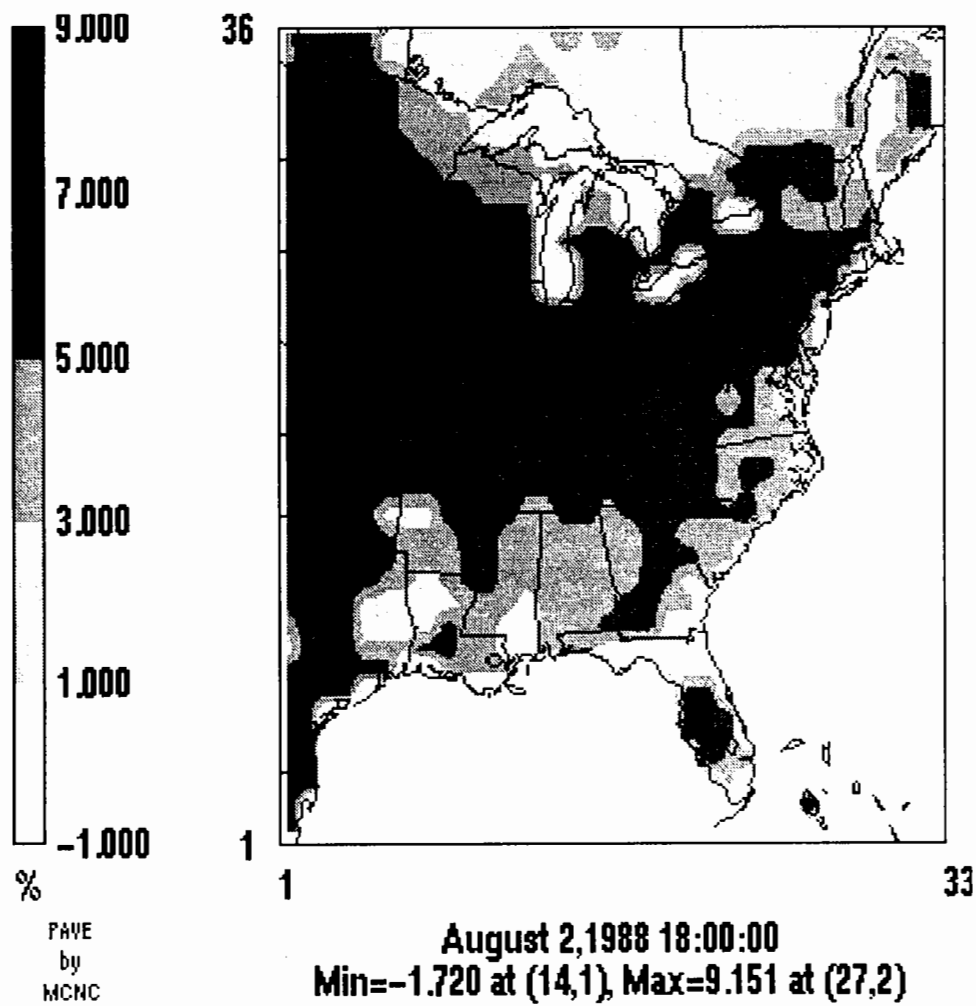 9.000
7.000
5.000
3.000
1.000
-1.000
%
PAVE
by
MCNC
36
1
1
33
August 2,1988 18:00:00
Min=-1.720 at (14,1), Max=9.151 at (27,2)